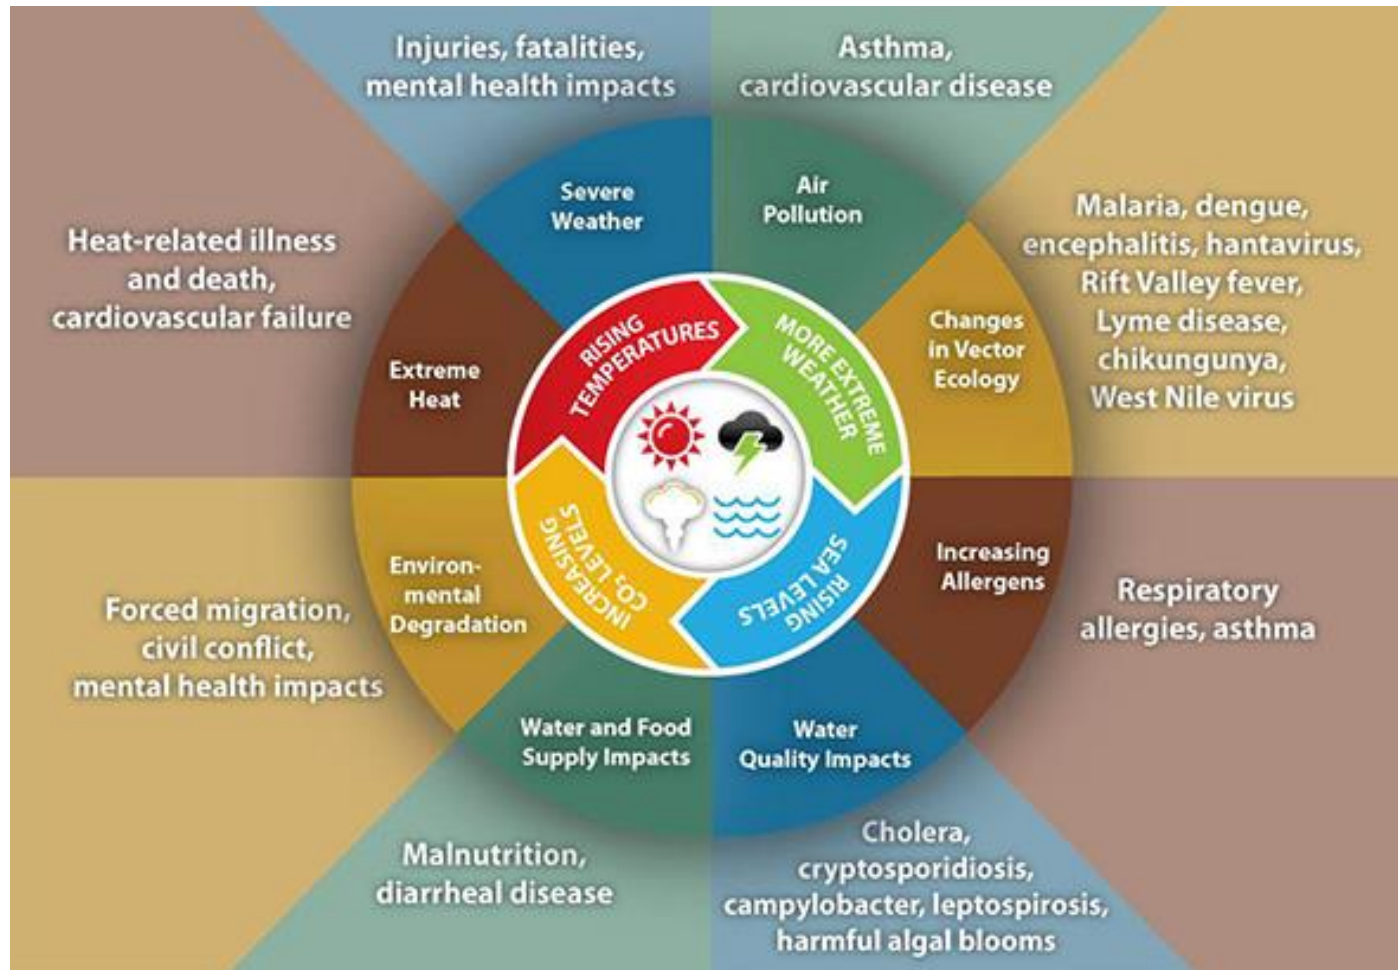 Injuries, fatalities,
mental health impacts
Asthma,
cardiovascular disease
Severe
Weather
Air
Pollution
Heat-related illness
and death,
cardiovascular failure
Malaria, dengue,
encephalitis, hantavirus,
Rift Valley fever,
Lyme disease,
chikungunya,
West Nile virus
Extreme
Heat
Changes
in Vector
Ecology
RISING
TEMPERATURES
MORE EXTREME
WEATHER
INCREASING
CO₂ LEVELS
RISING
SEA LEVELS
Environ-
mental
Degradation
Increasing
Allergens
Forced migration,
civil conflict,
mental health impacts
Respiratory
allergies, asthma
Water and Food
Supply Impacts
Water
Quality Impacts
Malnutrition,
diarrheal disease
Cholera,
cryptosporidiosis,
campylobacter, leptospirosis,
harmful algal blooms